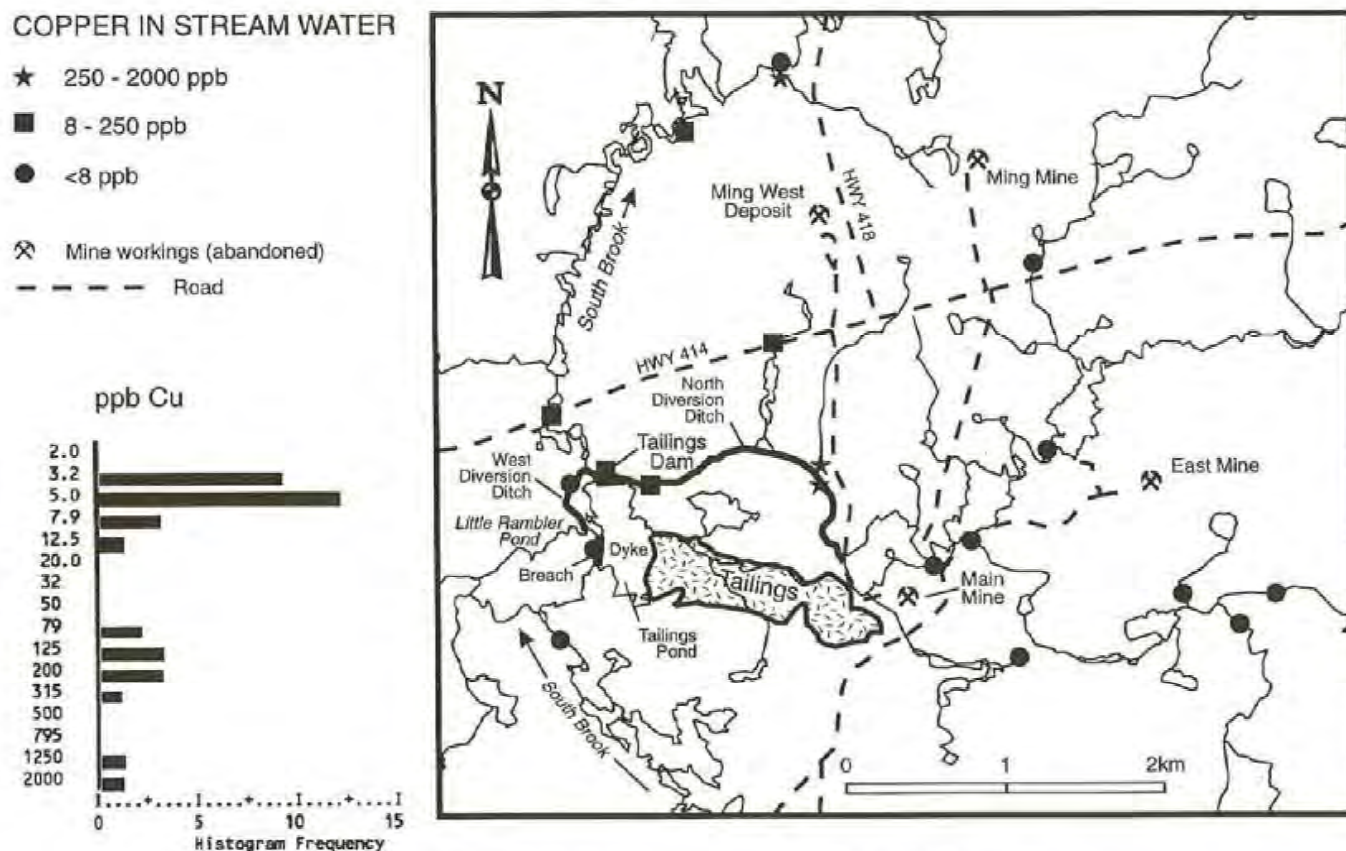 COPPER IN STREAM WATER
250 - 2000 ppb
8 - 250 ppb
<8 ppb
Mine workings (abandoned)
Road
ppb Cu
2.0
3.2
5.0
7.9
12.5
20.0
32
50
79
125
200
315
500
795
1250
2000
0 5 10 15
Histogram Frequency
N
South Brook
Ming West
Deposit
HWY 418
Ming Mine
HWY 414
North
Diversion
Ditch
Tailings
Dam
West
Diversion
Ditch
Little Rambler
Pond
Breach
Dyke
Tailings
Tailings
Pond
South Brook
East Mine
Main
Mine
0 1 2km